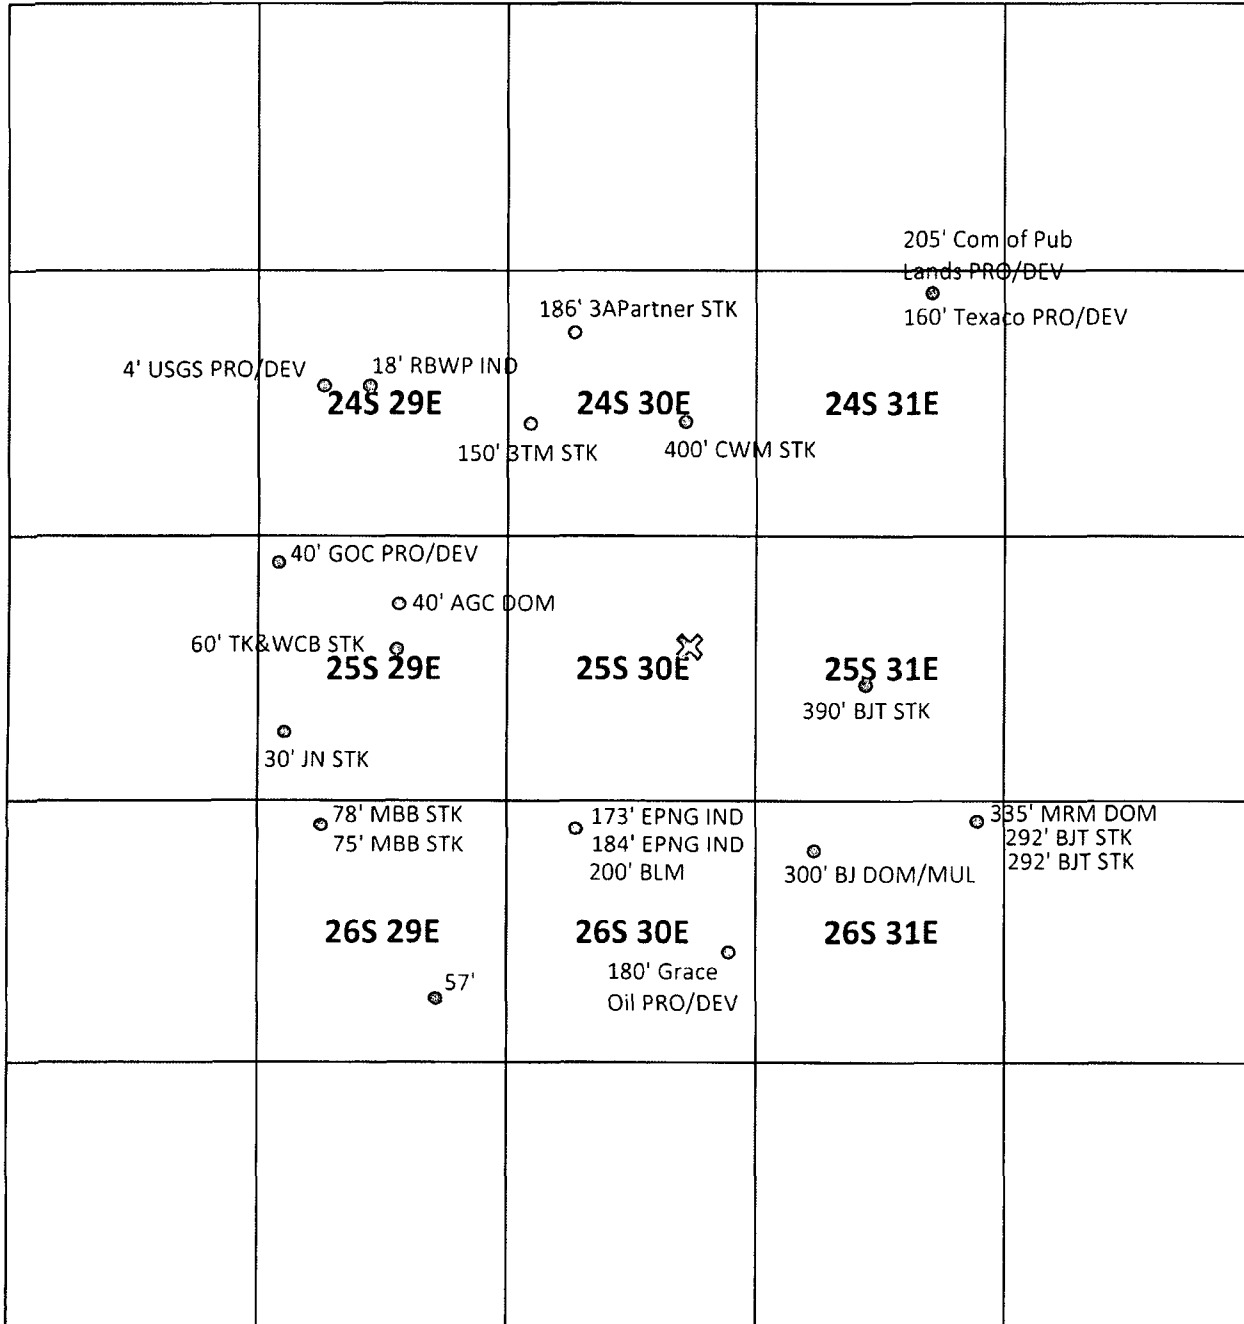 205' Com of Pub
Lands PRO/DEV
160' Texaco PRO/DEV
186' 3APartner STK
4' USGS PRO/DEV
18' RBWP IND
24S 29E
24S 30E
24S 31E
150' 3TM STK
400' CWM STK
40' GOC PRO/DEV
40' AGC DOM
60' TK&WCB STK
25S 29E
25S 30E
25S 31E
390' BJT STK
30' JN STK
78' MBB STK
75' MBB STK
173' EPNG IND
184' EPNG IND
200' BLM
335' MRM DOM
292' BJT STK
292' BJT STK
300' BJ DOM/MUL
26S 29E
26S 30E
26S 31E
180' Grace
Oil PRO/DEV
57'